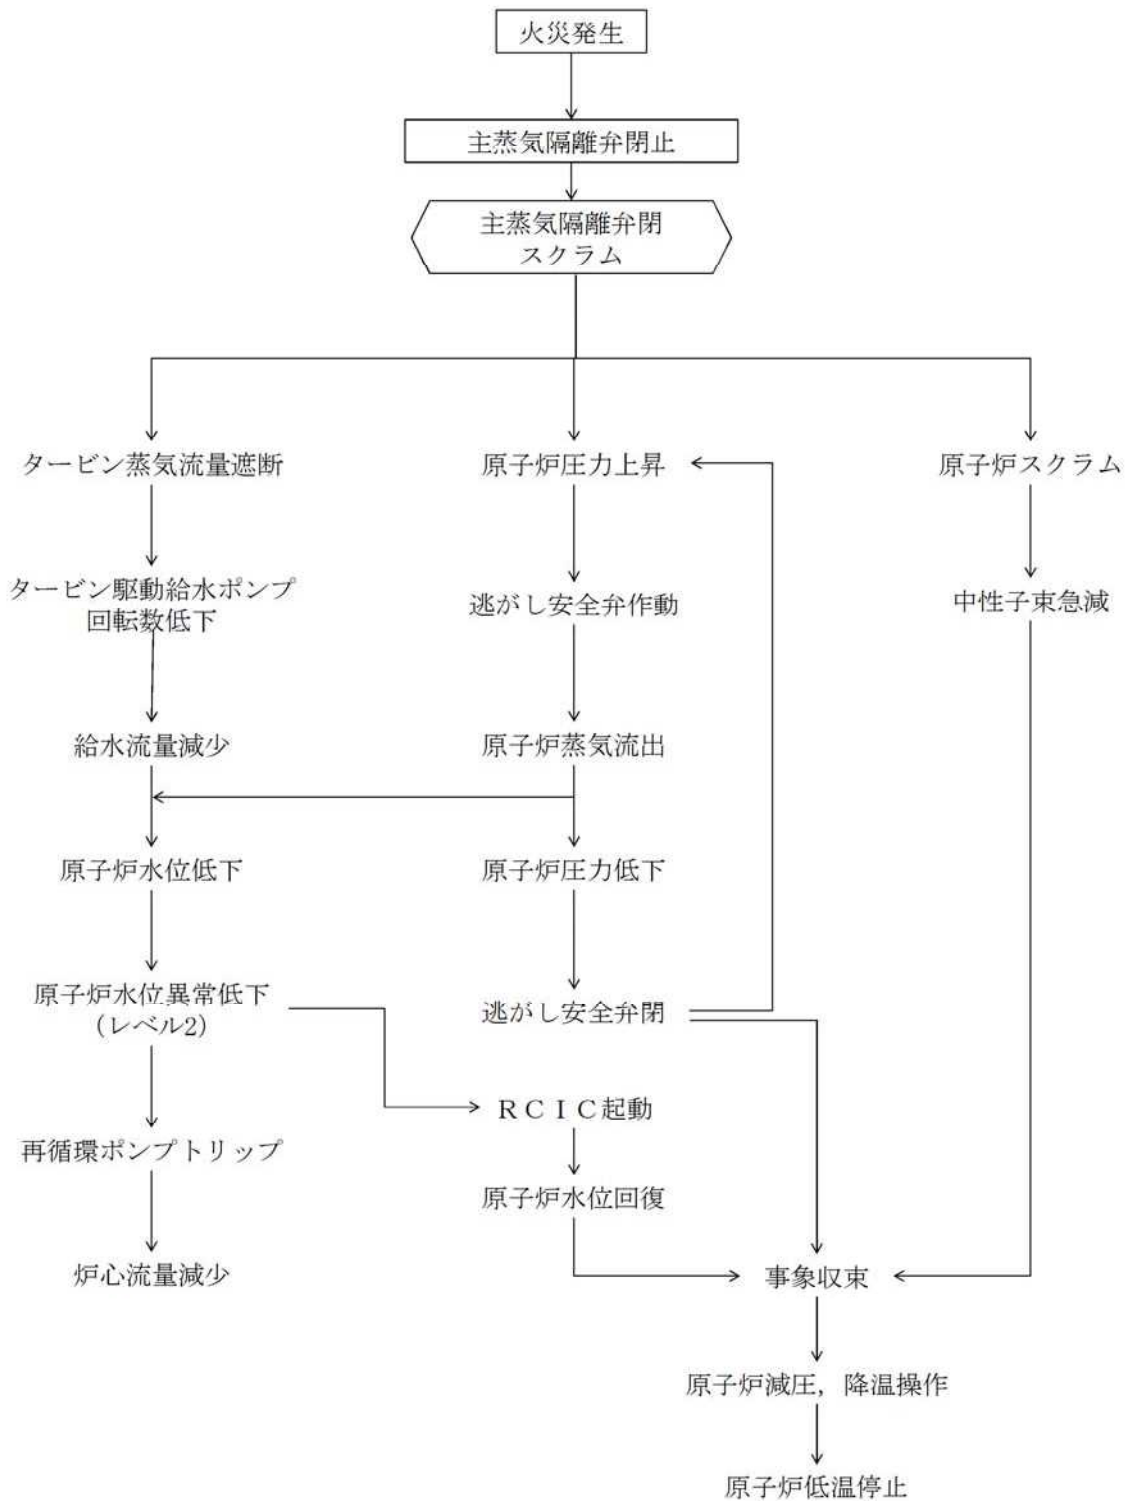 火災発生
主蒸気隔離弁閉止
主蒸気隔離弁閉
スクラム
タービン蒸気流量遮断
原子炉圧力上昇
原子炉スクラム
タービン駆動給水ポンプ
回転数低下
逃がし安全弁作動
中性子束急減
給水流量減少
原子炉蒸気流出
原子炉水位低下
原子炉圧力低下
原子炉水位異常低下
（レベル2）
逃がし安全弁閉
ＲＣＩＣ起動
再循環ポンプトリップ
原子炉水位回復
炉心流量減少
事象収束
原子炉減圧，降温操作
原子炉低温停止